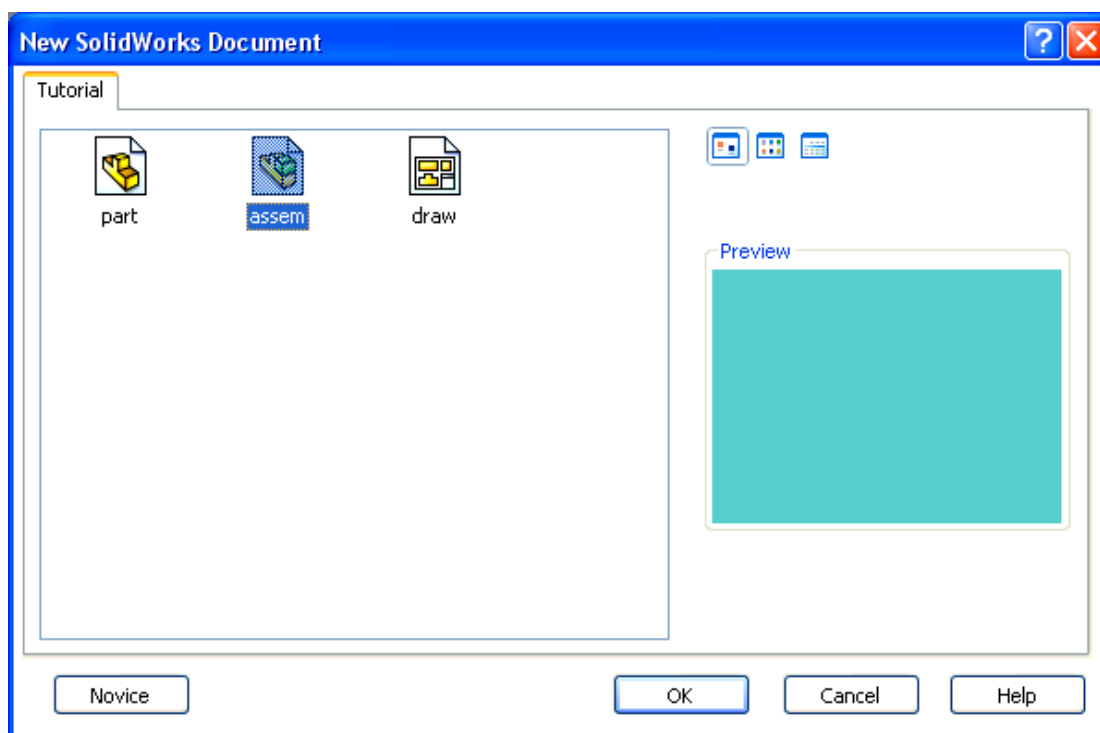 New SolidWorks Document
Tutorial
part assem draw
Preview
Novice OK Cancel Help